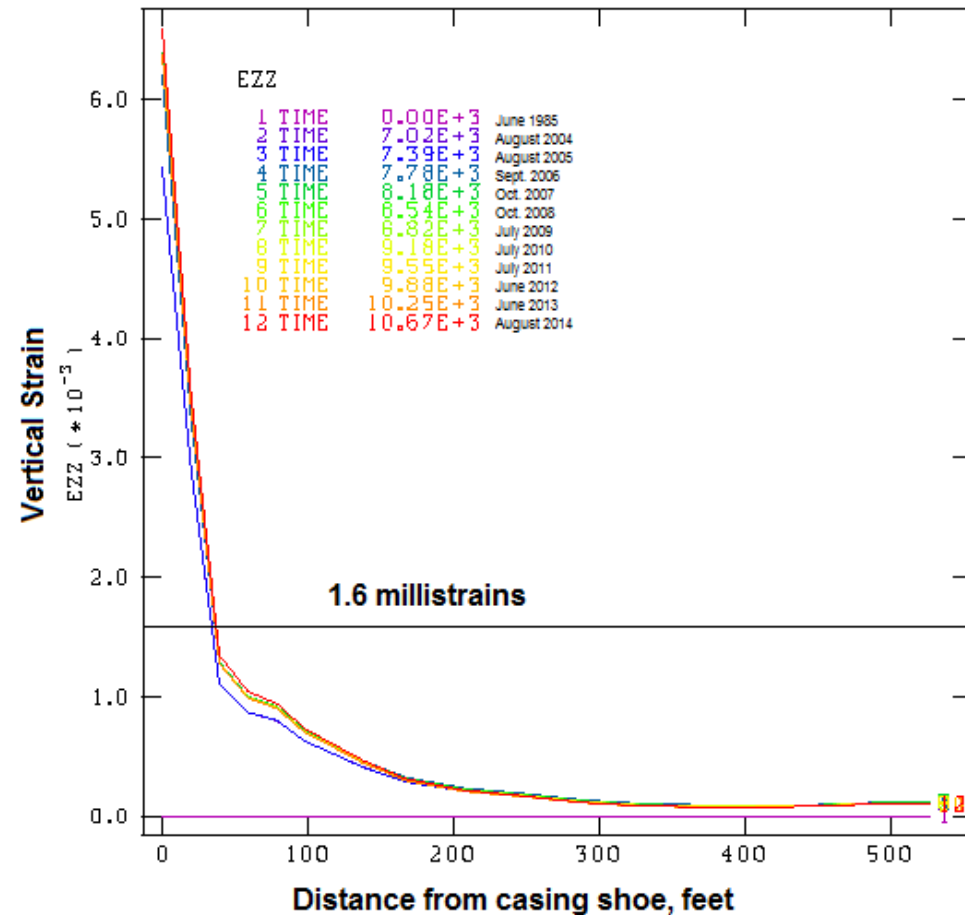 EZZ
1 TIME 0.00E+3 June 1985
2 TIME 7.02E+3 August 2004
3 TIME 7.39E+3 August 2005
4 TIME 7.78E+3 Sept. 2006
5 TIME 8.18E+3 Oct. 2007
6 TIME 8.54E+3 Oct. 2008
7 TIME 8.82E+3 July 2009
8 TIME 9.18E+3 July 2010
9 TIME 9.55E+3 July 2011
10 TIME 9.88E+3 June 2012
11 TIME 10.25E+3 June 2013
12 TIME 10.67E+3 August 2014
6.0
5.0
4.0
3.0
2.0
1.0
0.0
Vertical Strain
EZZ (*10⁻³)
1.6 millistrains
0 100 200 300 400 500
Distance from casing shoe, feet